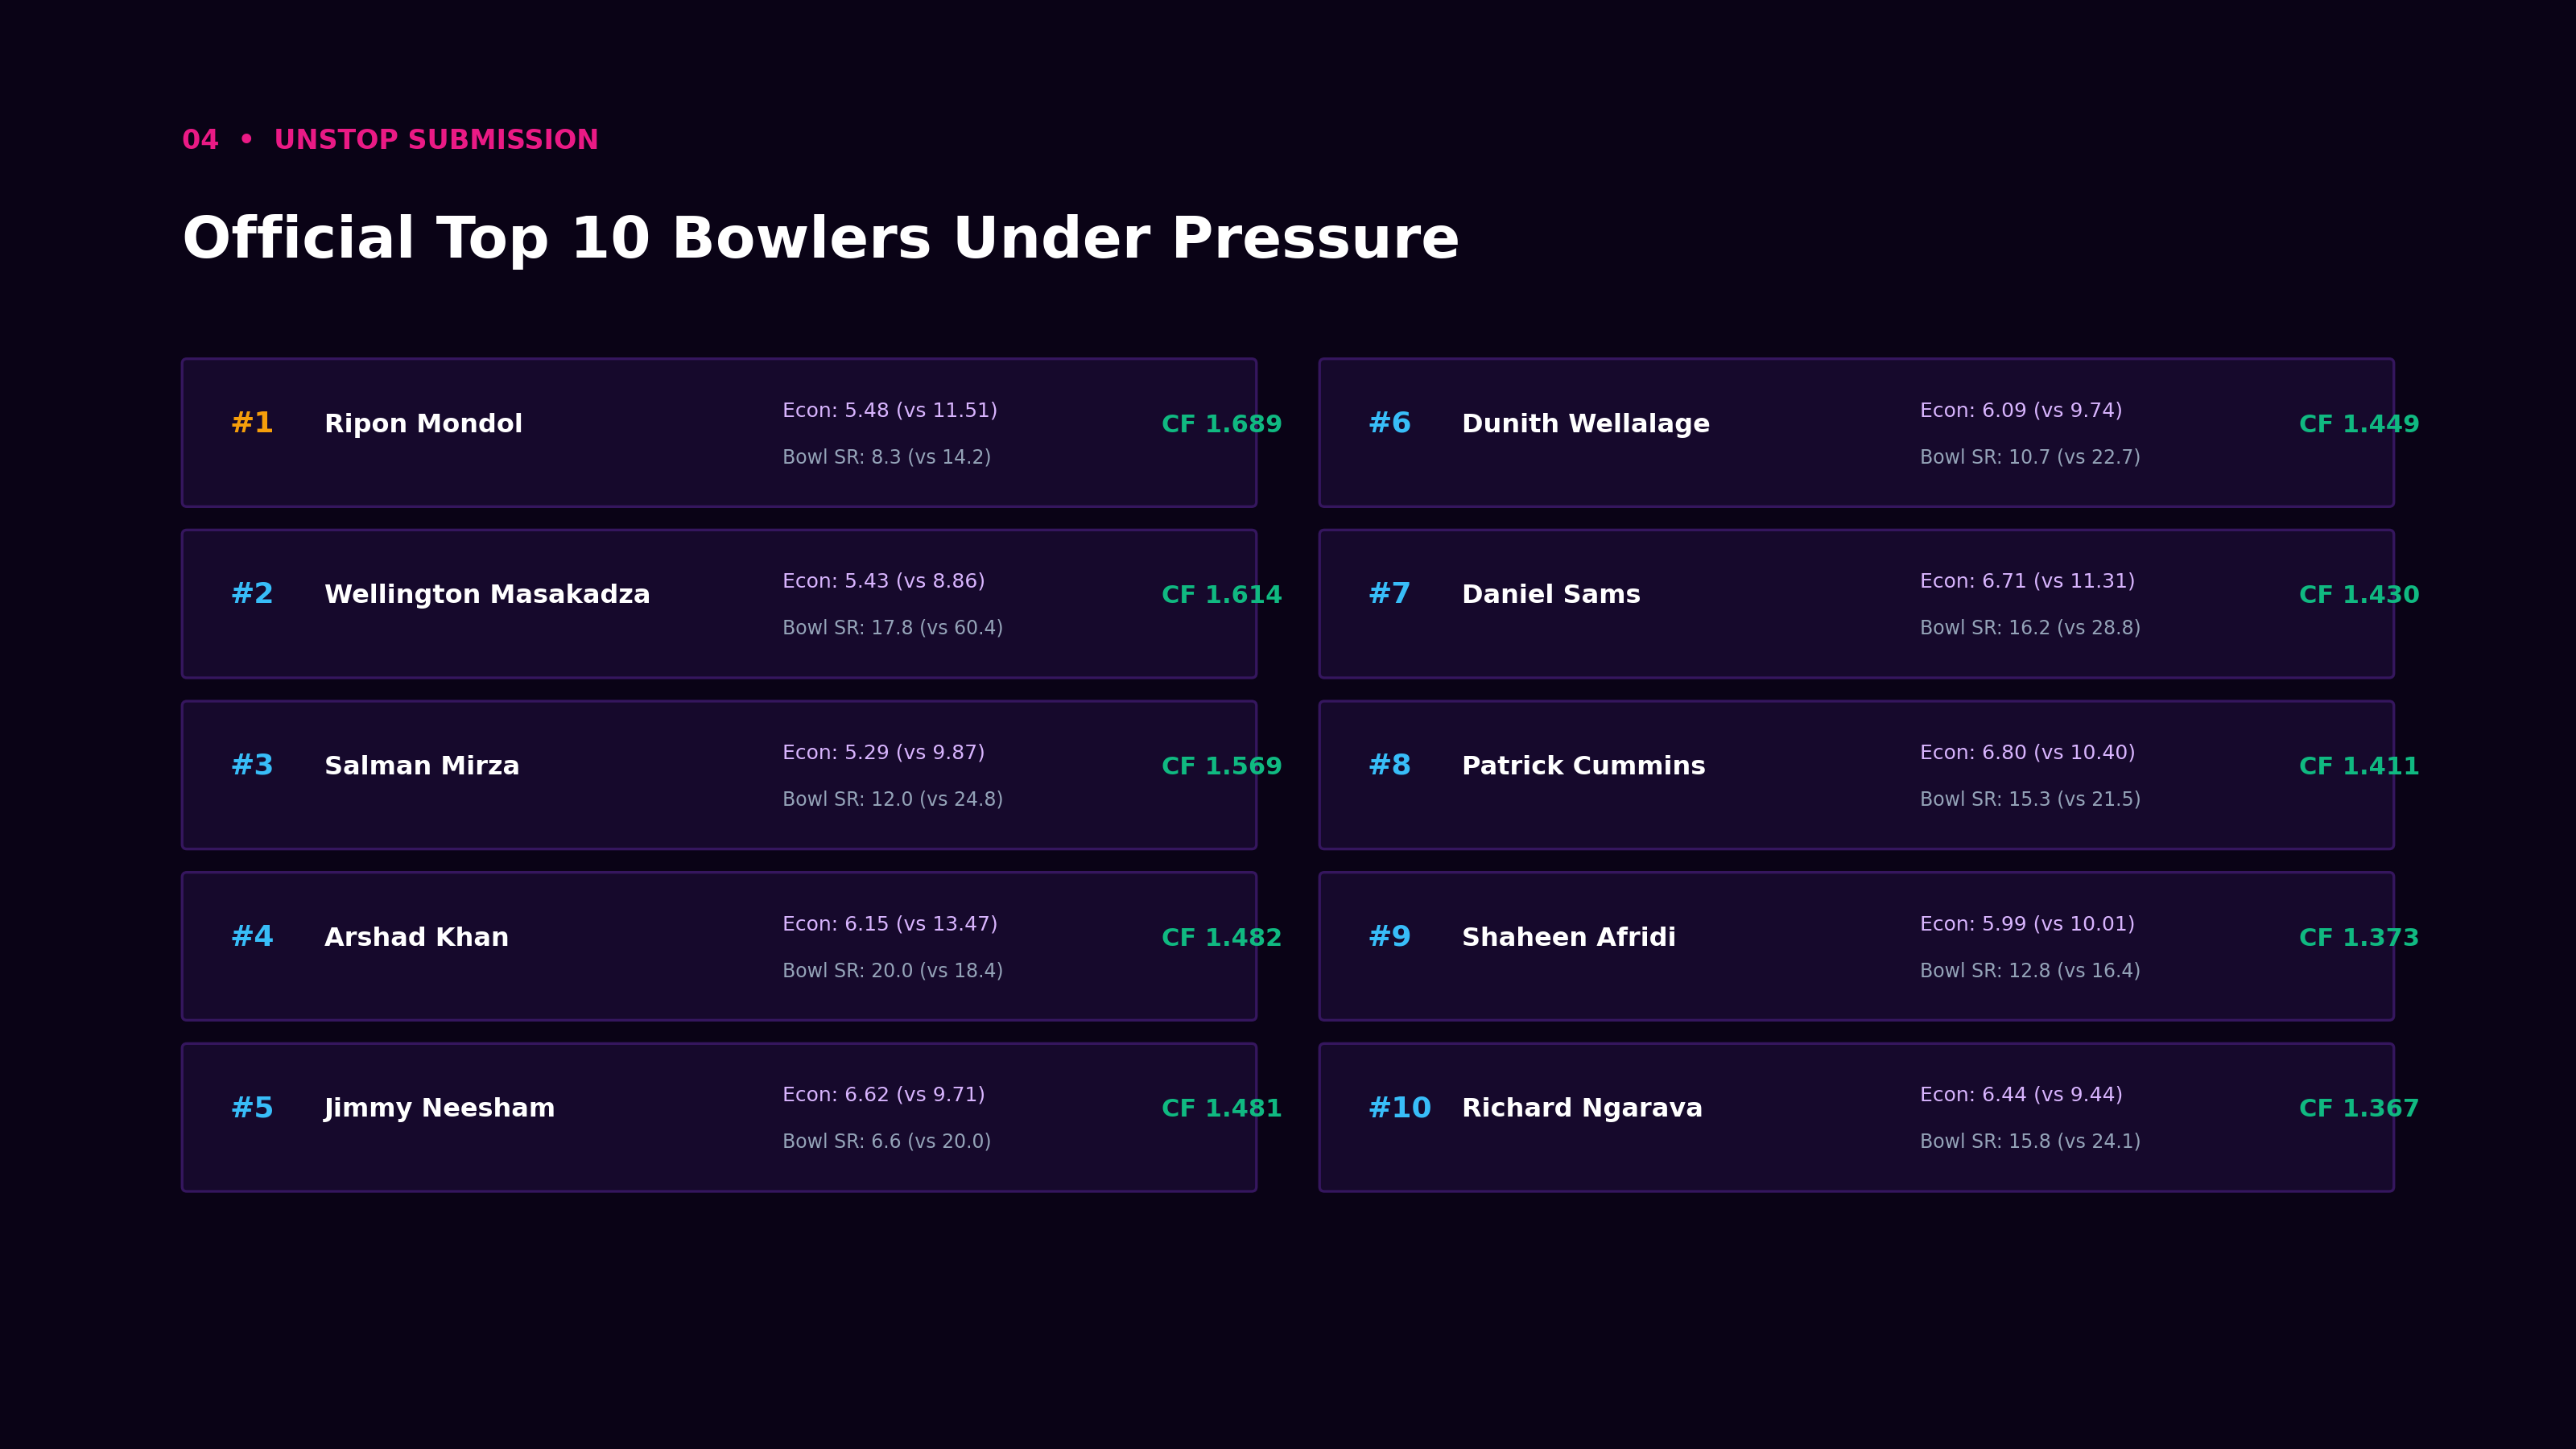 04 • UNSTOP SUBMISSION
Official Top 10 Bowlers Under Pressure
#1 Ripon Mondol Econ: 5.48 (vs 11.51) CF 1.689
Bowl SR: 8.3 (vs 14.2)
#2 Wellington Masakadza Econ: 5.43 (vs 8.86) CF 1.614
Bowl SR: 17.8 (vs 60.4)
#3 Salman Mirza Econ: 5.29 (vs 9.87) CF 1.569
Bowl SR: 12.0 (vs 24.8)
#4 Arshad Khan Econ: 6.15 (vs 13.47) CF 1.482
Bowl SR: 20.0 (vs 18.4)
#5 Jimmy Neesham Econ: 6.62 (vs 9.71) CF 1.481
Bowl SR: 6.6 (vs 20.0)
#6 Dunith Wellalage Econ: 6.09 (vs 9.74) CF 1.449
Bowl SR: 10.7 (vs 22.7)
#7 Daniel Sams Econ: 6.71 (vs 11.31) CF 1.430
Bowl SR: 16.2 (vs 28.8)
#8 Patrick Cummins Econ: 6.80 (vs 10.40) CF 1.411
Bowl SR: 15.3 (vs 21.5)
#9 Shaheen Afridi Econ: 5.99 (vs 10.01) CF 1.373
Bowl SR: 12.8 (vs 16.4)
#10 Richard Ngarava Econ: 6.44 (vs 9.44) CF 1.367
Bowl SR: 15.8 (vs 24.1)